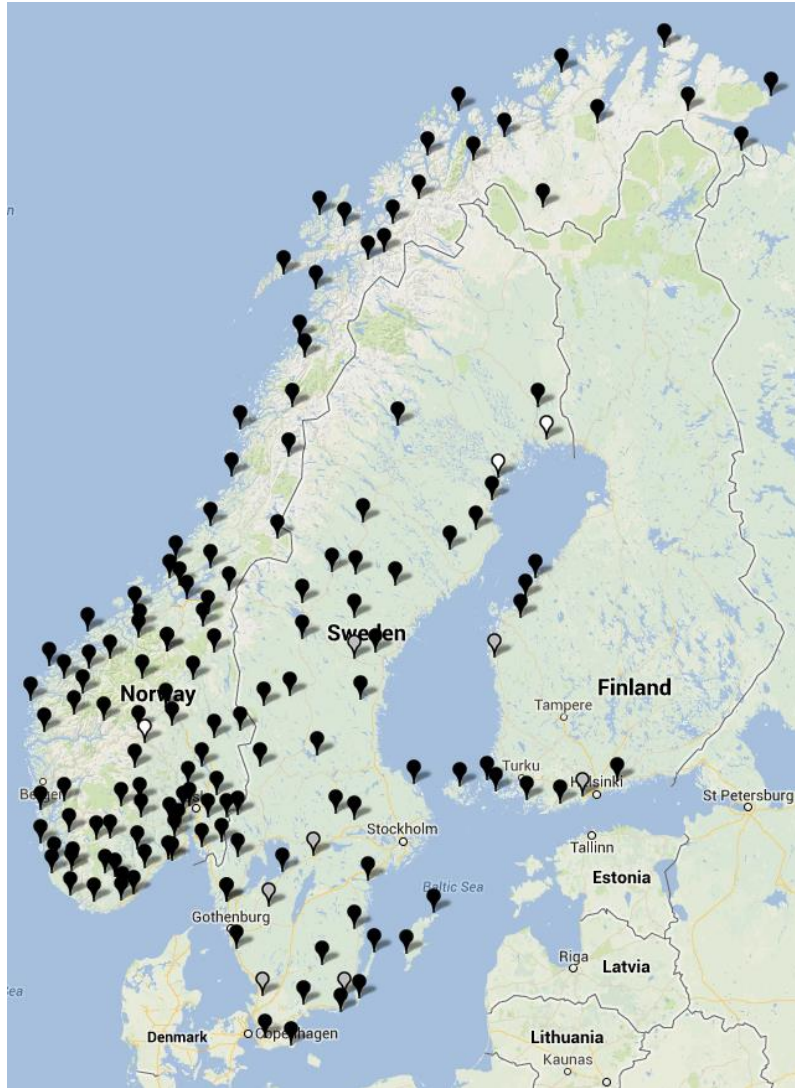 Sweden
Norway
Finland
Tampere
Turku
Helsinki
St Petersburg
Stockholm
Tallinn
Baltic Sea
Estonia
Gothenburg
Riga
Latvia
Sea
Denmark
Copenhagen
Lithuania
Kaunas